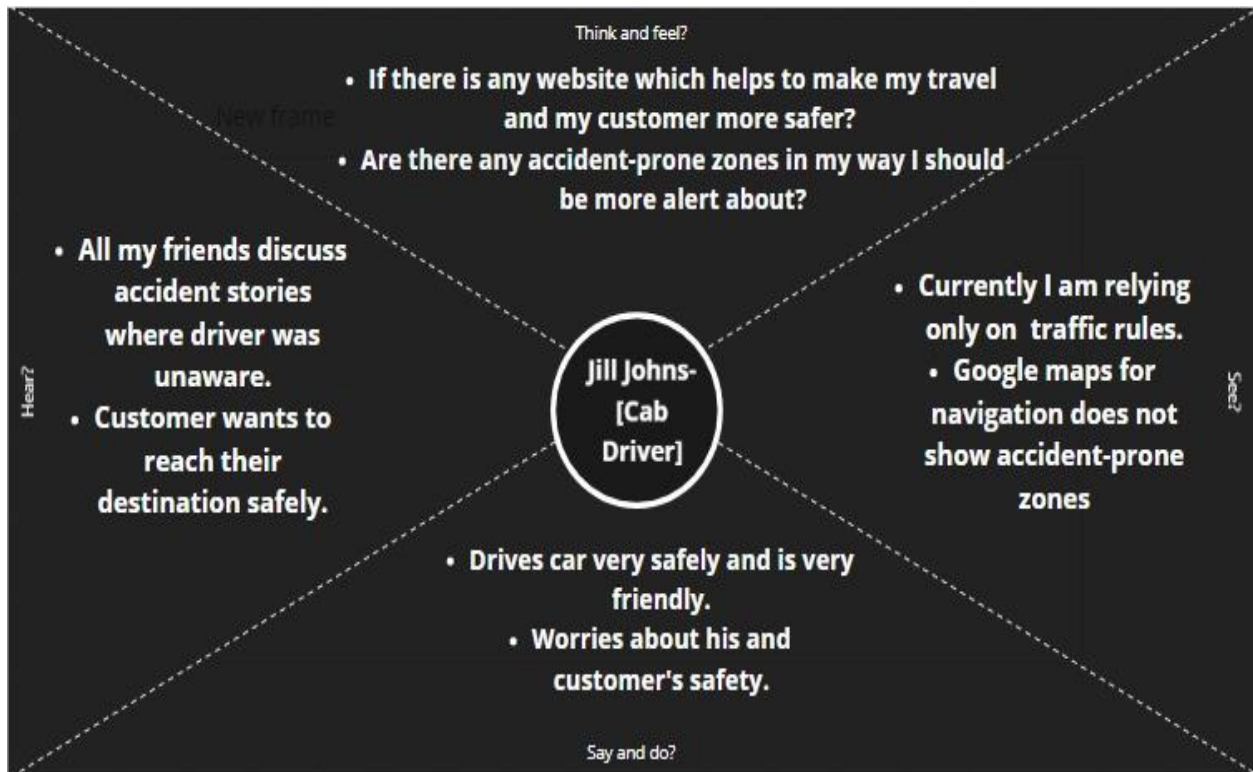 Think and feel?
• If there is any website which helps to make my travel
and my customer more safer?
• Are there any accident-prone zones in my way I should
be more alert about?
New frame
Hear?
• All my friends discuss
accident stories
where driver was
unaware.
• Customer wants to
reach their
destination safely.
Jill Johns-
[Cab
Driver]
See?
• Currently I am relying
only on traffic rules.
• Google maps for
navigation does not
show accident-prone
zones
• Drives car very safely and is very
friendly.
• Worries about his and
customer's safety.
Say and do?